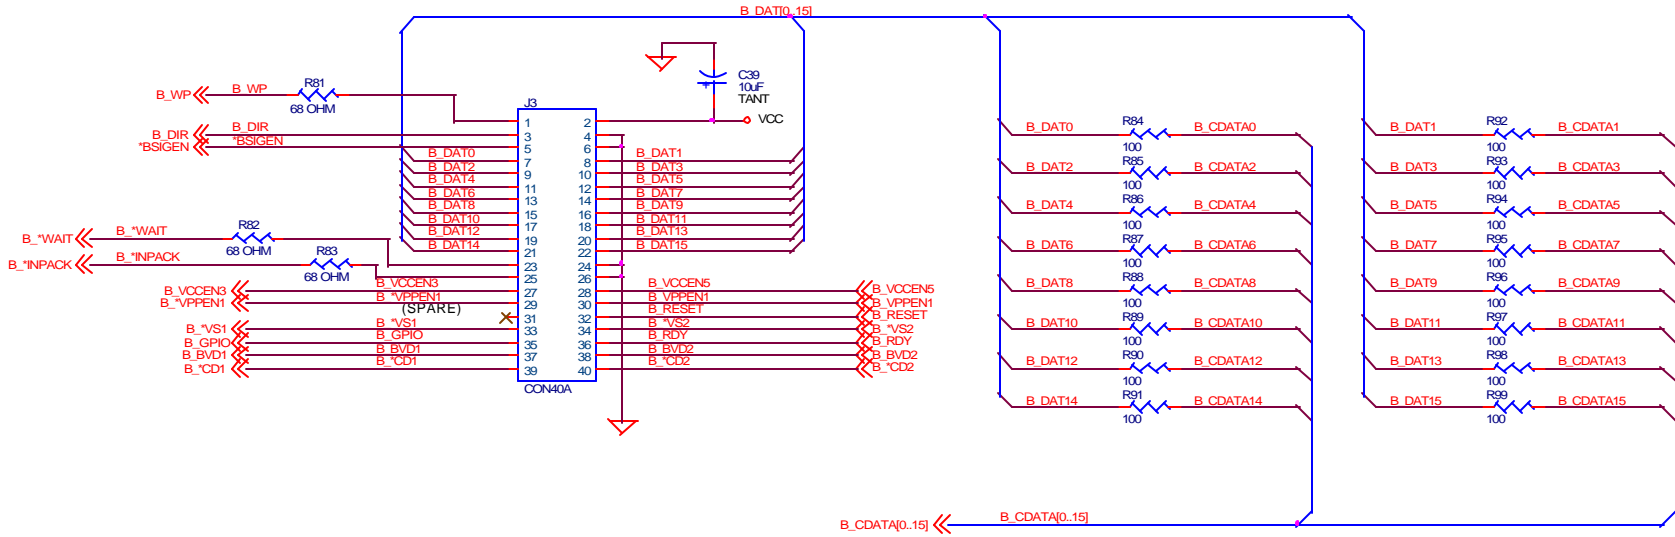 B_DAT[0..15]
B_WP
B_WP
R81
68 OHM
C39
10uF
TANT
+
VCC
J3
B_DIR
B_DIR
*BSIGEN
*BSIGEN
1
3
5
7
9
11
13
15
17
19
21
23
25
27
29
31
33
35
37
39
2
4
6
8
10
12
14
16
18
20
22
24
26
28
30
32
34
36
38
40
CON40A
B_DAT0
B_DAT2
B_DAT4
B_DAT6
B_DAT8
B_DAT10
B_DAT12
B_DAT14
B_DAT1
B_DAT3
B_DAT5
B_DAT7
B_DAT9
B_DAT11
B_DAT13
B_DAT15
B_*WAIT
B_*WAIT
R82
68 OHM
B_*INPACK
B_*INPACK
R83
68 OHM
B_VCCEN3
B_VCCEN3
B_*VPPEN1
B_*VPPEN1
(SPARE)
B_*VS1
B_*VS1
B_GPIO
B_GPIO
B_BVD1
B_BVD1
B_*CD1
B_*CD1
B_VCCEN5
B_VCCEN5
B_VPPEN1
B_VPPEN1
B_RESET
B_RESET
B_*VS2
B_*VS2
B_RDY
B_RDY
B_BVD2
B_BVD2
B_*CD2
B_*CD2
B_DAT0
R84
100
B_CDATA0
B_DAT2
R85
100
B_CDATA2
B_DAT4
R86
100
B_CDATA4
B_DAT6
R87
100
B_CDATA6
B_DAT8
R88
100
B_CDATA8
B_DAT10
R89
100
B_CDATA10
B_DAT12
R90
100
B_CDATA12
B_DAT14
R91
100
B_CDATA14
B_DAT1
R92
100
B_CDATA1
B_DAT3
R93
100
B_CDATA3
B_DAT5
R94
100
B_CDATA5
B_DAT7
R95
100
B_CDATA7
B_DAT9
R96
100
B_CDATA9
B_DAT11
R97
100
B_CDATA11
B_DAT13
R98
100
B_CDATA13
B_DAT15
R99
100
B_CDATA15
B_CDATA[0..15]
B_CDATA[0..15]